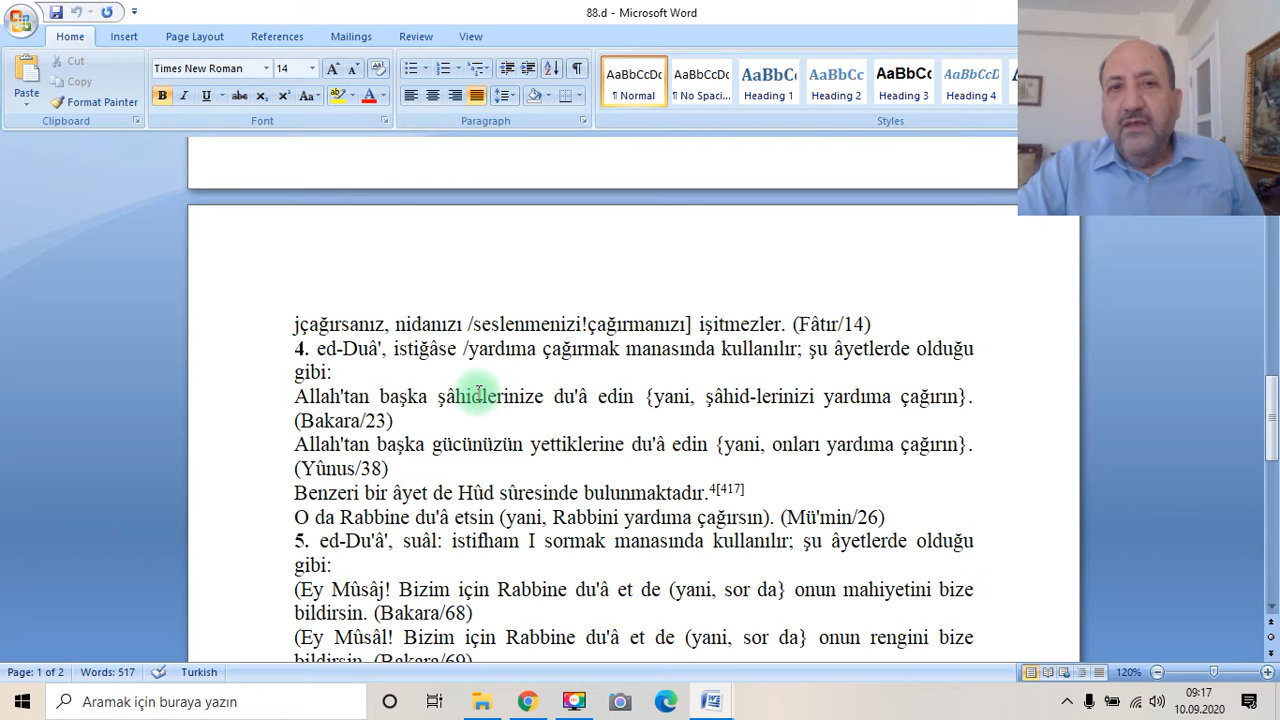 88.d - Microsoft Word
Home Insert Page Layout References Mailings Review View
Paste
Cut
Copy
Format Painter
Clipboard
Times New Roman 14
Font
Paragraph
AaBbCcDc AaBbCcDc AaBbCc AaBbCc AaBbCc AaBbCcD
¶ Normal ¶ No Spaci... Heading 1 Heading 2 Heading 3 Heading 4
Styles
jçağırsanız, nidanızı /seslenmenizi!çağırmanızı] işitmezler. (Fâtır/14)
4. ed-Duâ', istiğâse /yardıma çağırmak manasında kullanılır; şu âyetlerde olduğu
gibi:
Allah'tan başka şâhidlerinize du'â edin {yani, şâhid-lerinizi yardıma çağırın}.
(Bakara/23)
Allah'tan başka gücünüzün yettiklerine du'â edin {yani, onları yardıma çağırın}.
(Yûnus/38)
Benzeri bir âyet de Hûd sûresinde bulunmaktadır.4[417]
O da Rabbine du'â etsin (yani, Rabbini yardıma çağırsın). (Mü'min/26)
5. ed-Du'â', suâl: istifham I sormak manasında kullanılır; şu âyetlerde olduğu
gibi:
(Ey Mûsâj! Bizim için Rabbine du'â et de (yani, sor da} onun mahiyetini bize
bildirsin. (Bakara/68)
(Ey Mûsâl! Bizim için Rabbine du'â et de (yani, sor da} onun rengini bize
bildirsin. (Bakara/69)
Page: 1 of 2 Words: 517 Turkish 120%
Aramak için buraya yazın
09:17
10.09.2020